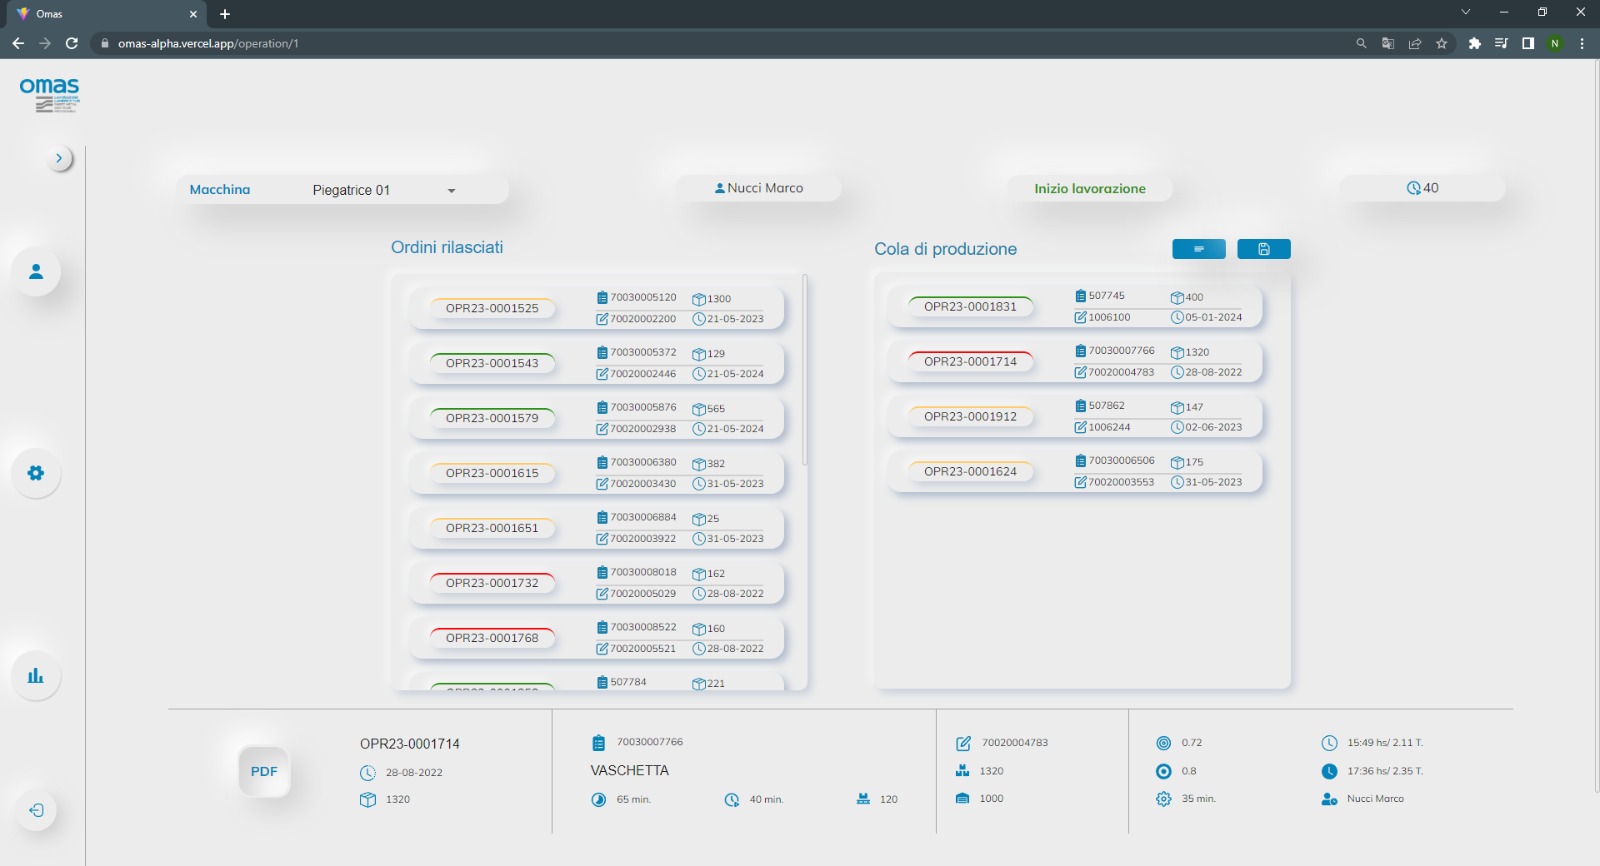 Omas
omas-alpha.vercel.app/operation/1
N
omas
Macchina
Piegatrice 01
Nucci Marco
Inizio lavorazione
40
Ordini rilasciati
OPR23-0001525
70030005120
1300
70020002200
21-05-2023
OPR23-0001543
70030005372
129
70020002446
21-05-2024
OPR23-0001579
70030005876
565
70020002938
21-05-2024
OPR23-0001615
70030006380
382
70020003430
31-05-2023
OPR23-0001651
70030006884
25
70020003922
31-05-2023
OPR23-0001732
70030008018
162
70020005029
28-08-2022
OPR23-0001768
70030008522
160
70020005521
28-08-2022
507784
221
Cola di produzione
OPR23-0001831
507745
400
1006100
05-01-2024
OPR23-0001714
70030007766
1320
70020004783
28-08-2022
OPR23-0001912
507862
147
1006244
02-06-2023
OPR23-0001624
70030006506
175
70020003553
31-05-2023
PDF
OPR23-0001714
28-08-2022
1320
70030007766
VASCHETTA
65 min.
40 min.
120
70020004783
1320
1000
0.72
0.8
35 min.
15:49 hs/ 2.11 T.
17:36 hs/ 2.35 T.
Nucci Marco